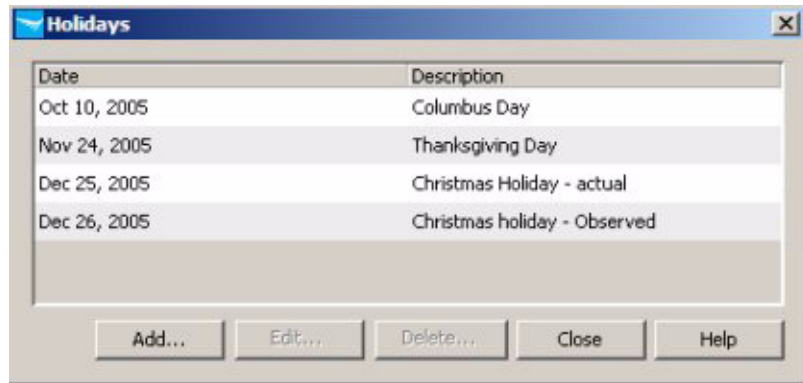 Holidays
Date Description
Oct 10, 2005 Columbus Day
Nov 24, 2005 Thanksgiving Day
Dec 25, 2005 Christmas Holiday - actual
Dec 26, 2005 Christmas holiday - Observed
Add... Edit... Delete... Close Help